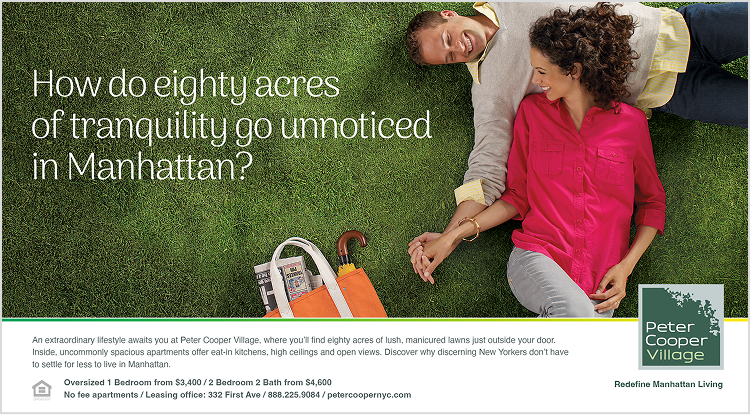 How do eighty acres
of tranquility go unnoticed
in Manhattan?
An extraordinary lifestyle awaits you at Peter Cooper Village, where you'll find eighty acres of lush, manicured lawns just outside your door.
Inside, uncommonly spacious apartments offer eat-in kitchens, high ceilings and open views. Discover why discerning New Yorkers don't have
to settle for less to live in Manhattan.
Oversized 1 Bedroom from $3,400 / 2 Bedroom 2 Bath from $4,600
No fee apartments / Leasing office: 332 First Ave / 888.225.9084 / petercoopernyc.com
Peter
Cooper
Village
Redefine Manhattan Living